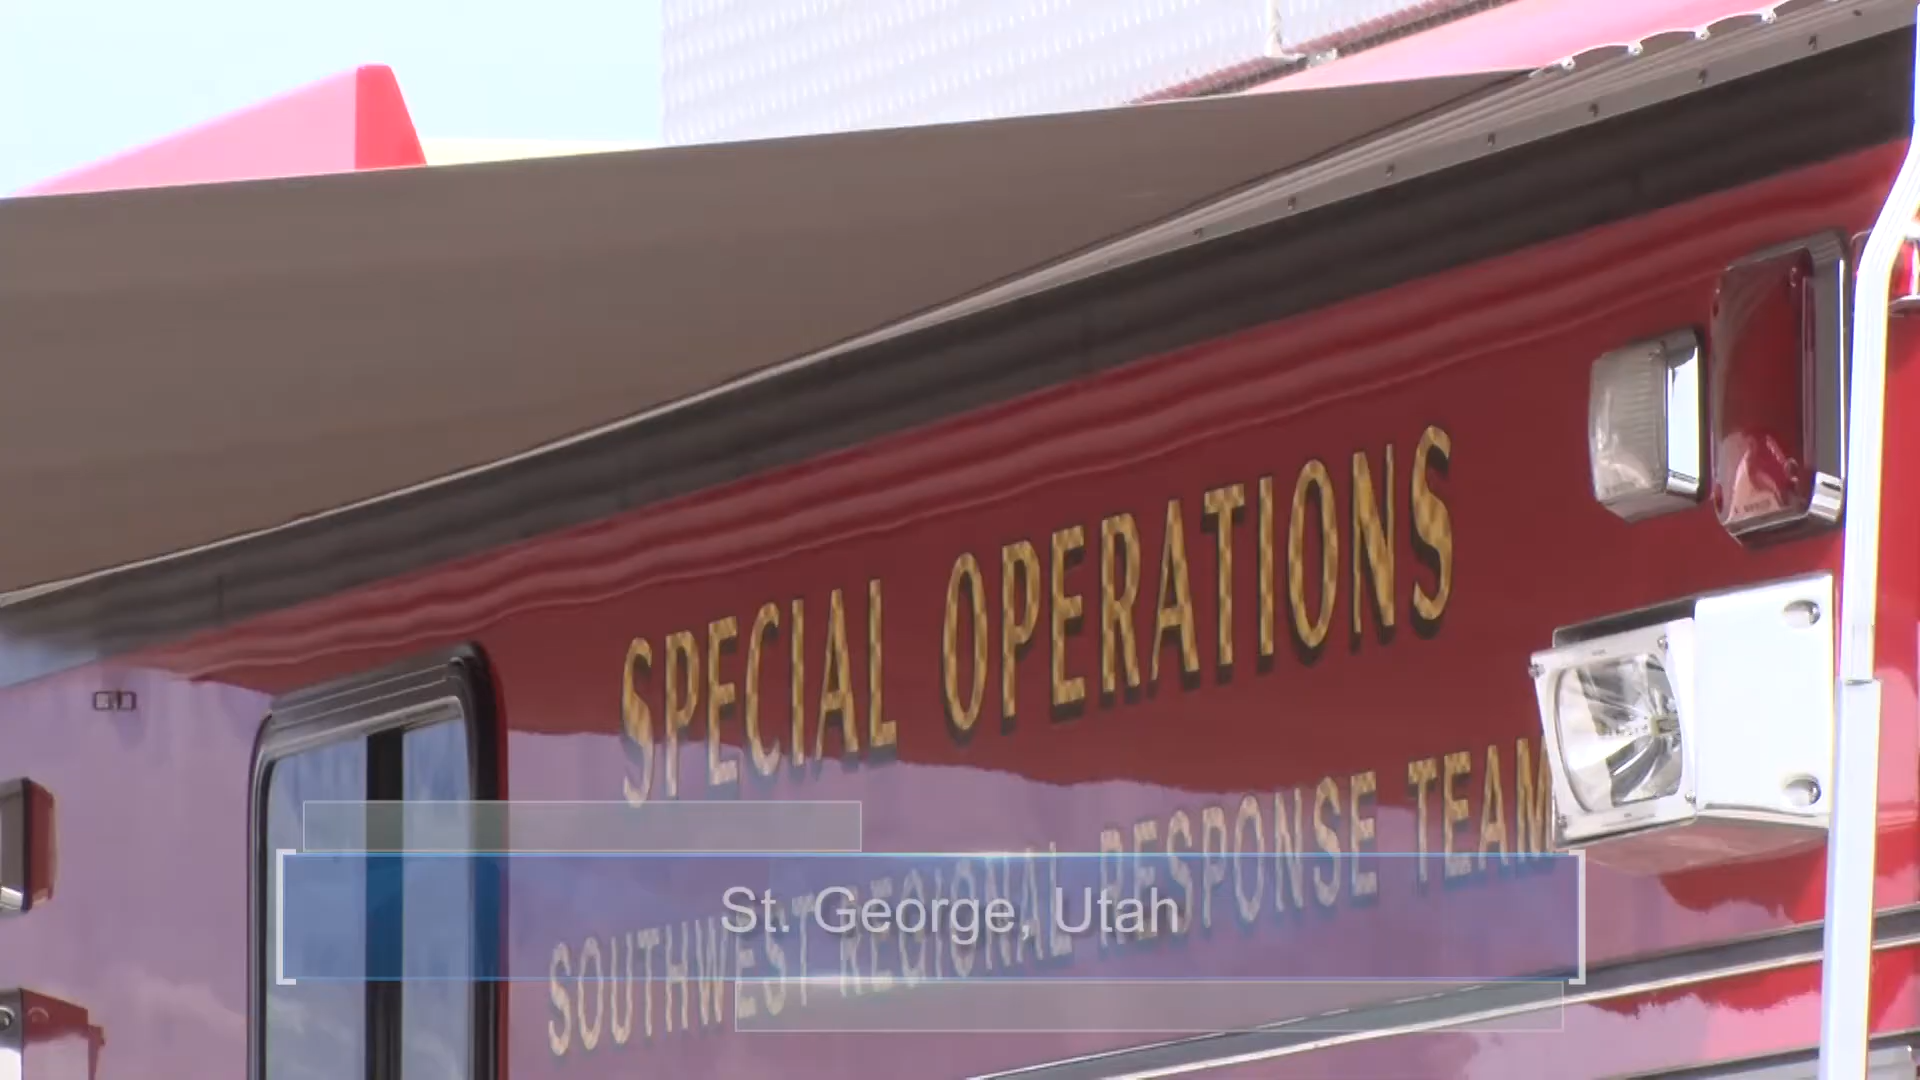 SPECIAL OPERATIONS
SOUTHWEST REGIONAL RESPONSE TEAM
St. George, Utah